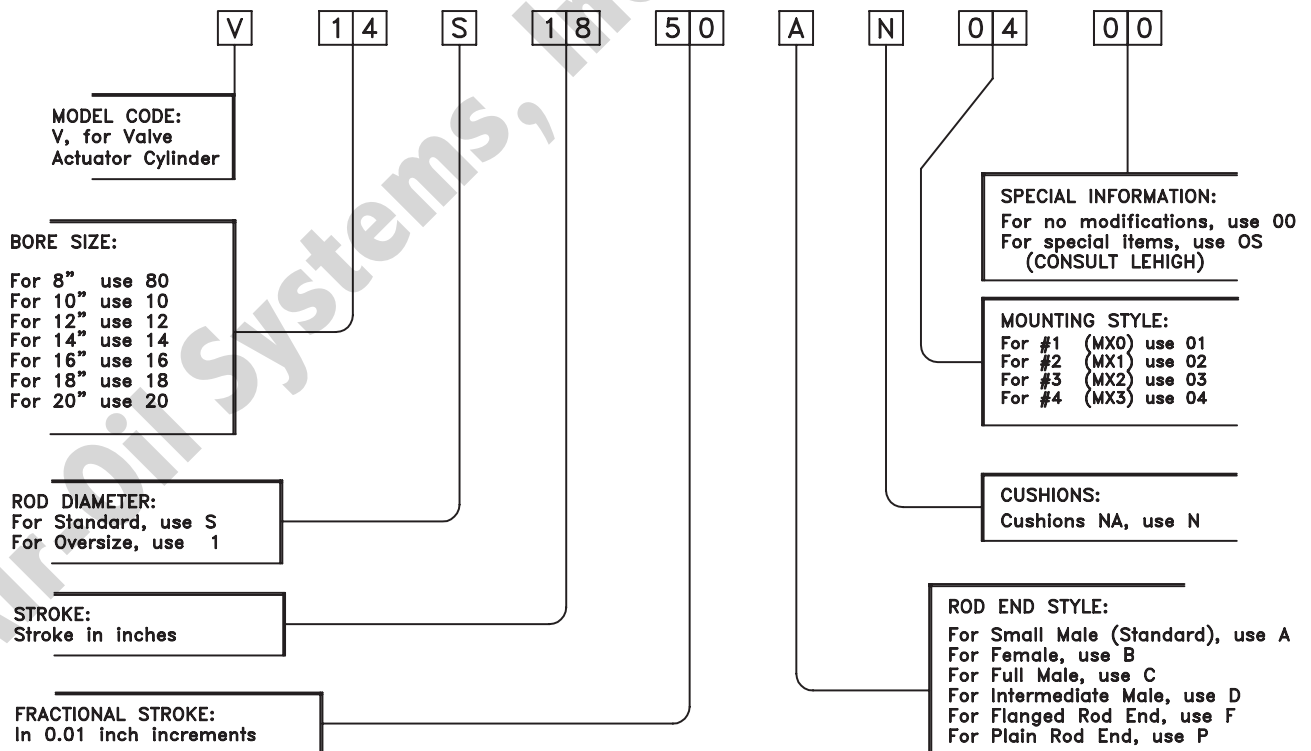 V 14 S 18 50 A N 04 00
MODEL CODE:
V, for Valve
Actuator Cylinder
BORE SIZE:
For 8” use 80
For 10” use 10
For 12” use 12
For 14” use 14
For 16” use 16
For 18” use 18
For 20” use 20
ROD DIAMETER:
For Standard, use S
For Oversize, use 1
STROKE:
Stroke in inches
FRACTIONAL STROKE:
In 0.01 inch increments
SPECIAL INFORMATION:
For no modifications, use 00
For special items, use OS
(CONSULT LEHIGH)
MOUNTING STYLE:
For #1 (MX0) use 01
For #2 (MX1) use 02
For #3 (MX2) use 03
For #4 (MX3) use 04
CUSHIONS:
Cushions NA, use N
ROD END STYLE:
For Small Male (Standard), use A
For Female, use B
For Full Male, use C
For Intermediate Male, use D
For Flanged Rod End, use F
For Plain Rod End, use P
Oil Systems,